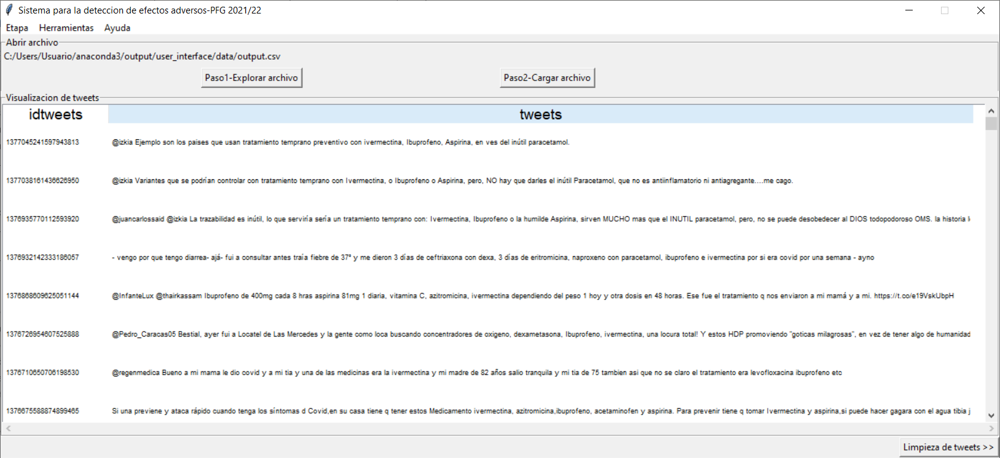 Sistema para la deteccion de efectos adversos-PFG 2021/22
Etapa Herramientas Ayuda
Abrir archivo
C:/Users/Usuario/anaconda3/output/user_interface/data/output.csv
Paso1-Explorar archivo Paso2-Cargar archivo
Visualizacion de tweets
idtweets tweets
1377045241597943813 @izkia Ejemplo son los paises que usan tratamiento temprano preventivo con ivermectina, Ibuprofeno, Aspirina, en ves del inútil paracetamol.
1377038161436626950 @izkia Variantes que se podrían controlar con tratamiento temprano con Ivermectina, o Ibuprofeno o Aspirina, pero, NO hay que darles el inútil Paracetamol, que no es antiinflamatorio ni antiagregante....me cago.
1376935770112593920 @juancarlossaid @izkia La trazabilidad es inútil, lo que serviría sería un tratamiento temprano con: Ivermectina, Ibuprofeno o la humilde Aspirina, sirven MUCHO mas que el INUTIL paracetamol, pero, no se puede desobedecer al DIOS todopodoroso OMS. la historia
1376932142333186057 - vengo por que tengo diarrea- ajá- fui a consultar antes traía fiebre de 37° y me dieron 3 días de ceftriaxona con dexa, 3 días de eritromicina, naproxeno con paracetamol, ibuprofeno e ivermectina por si era covid por una semana - ayno
1376868609625051144 @InfanteLux @thairkassam Ibuprofeno de 400mg cada 8 hras aspirina 81mg 1 diaria, vitamina C, azitromicina, ivermectina dependiendo del peso 1 hoy y otra dosis en 48 horas. Ese fue el tratamiento q nos enviaron a mi mamá y a mi. https://t.co/e19VskUbpH
1376726954607525888 @Pedro_Caracas05 Bestial, ayer fui a Locatel de Las Mercedes y la gente como loca buscando concentradores de oxigeno, dexametasona, Ibuprofeno, ivermectina, una locura total! Y estos HDP promoviendo "goticas milagrosas", en vez de tener algo de humanidad
1376710650706198530 @regenmedica Bueno a mi mama le dio covid y a mi tia y una de las medicinas era la ivermectina y mi madre de 82 años salio tranquila y mi tia de 75 tambien asi que no se claro el tratamiento era levofloxacina ibuprofeno etc
1376675588874899465 Si una previene y ataca rápido cuando tenga los síntomas d Covid,en su casa tiene q tener estos Medicamento ivermectina, azitromicina,ibuprofeno, acetaminofen y aspirina. Para prevenir tiene q tomar Ivermectina y aspirina,si puede hacer gagara con el agua tibia j
Limpieza de tweets >>